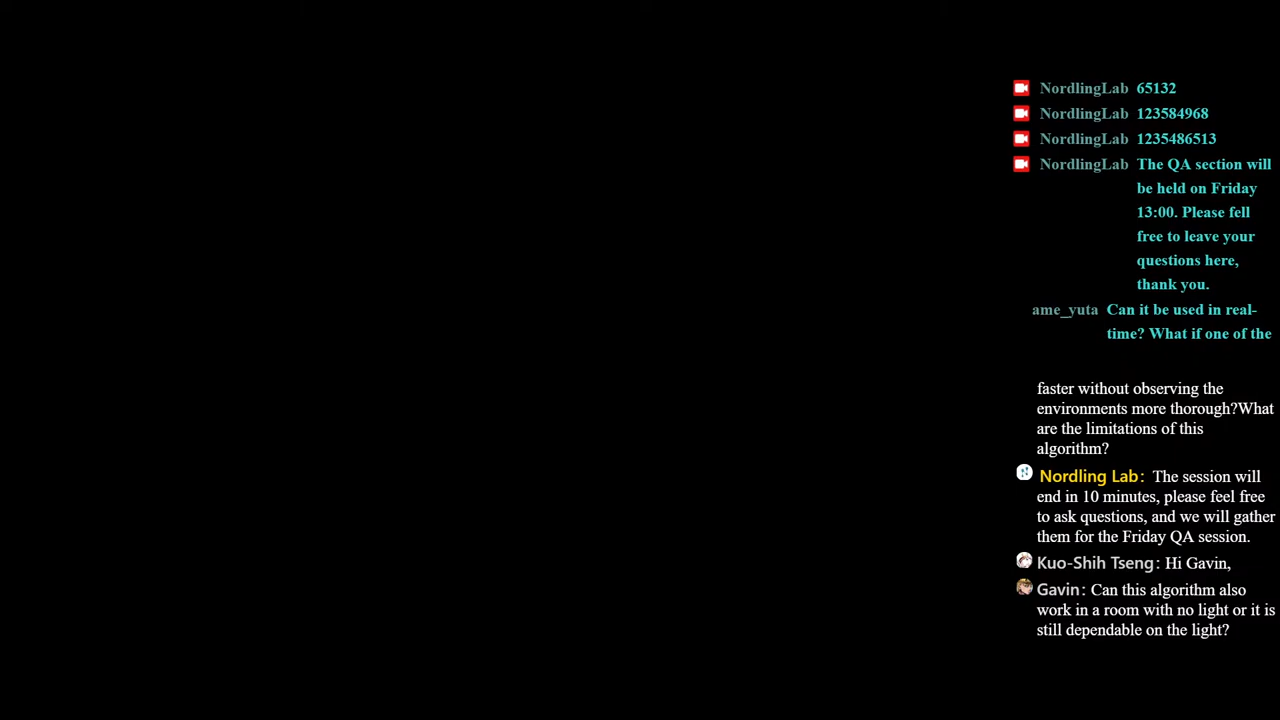 NordlingLab 65132
NordlingLab 123584968
NordlingLab 1235486513
NordlingLab The QA section will
be held on Friday
13:00. Please fell
free to leave your
questions here,
thank you.
ame_yuta Can it be used in real-
time? What if one of the
faster without observing the
environments more thorough?What
are the limitations of this
algorithm?
Nordling Lab: The session will
end in 10 minutes, please feel free
to ask questions, and we will gather
them for the Friday QA session.
Kuo-Shih Tseng: Hi Gavin,
Gavin: Can this algorithm also
work in a room with no light or it is
still dependable on the light?